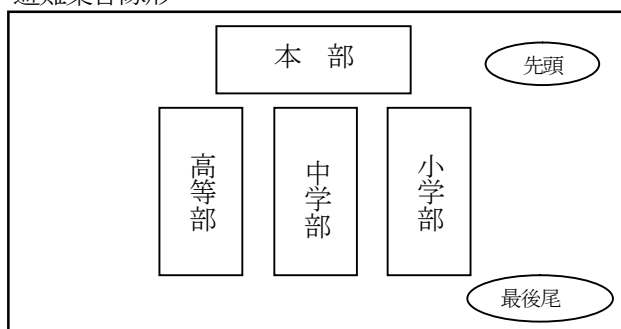 本 部
先頭
高等部
中学部
小学部
最後尾